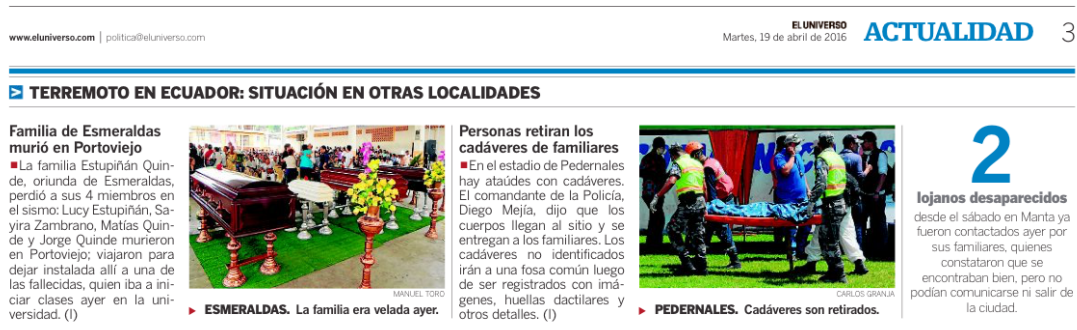 www.eluniverso.com | politica@eluniverso.com
EL UNIVERSO
Martes, 19 de abril de 2016
ACTUALIDAD
3
TERREMOTO EN ECUADOR: SITUACIÓN EN OTRAS LOCALIDADES
Familia de Esmeraldas
murió en Portoviejo
La familia Estupiñán Quin-
de, oriunda de Esmeraldas,
perdió a sus 4 miembros en
el sismo: Lucy Estupiñán, Sa-
yira Zambrano, Matías Quin-
de y Jorge Quinde murieron
en Portoviejo; viajaron para
dejar instalada allí a una de
las fallecidas, quien iba a ini-
ciar clases ayer en la uni-
versidad. (I)
MANUEL TORO
ESMERALDAS. La familia era velada ayer.
Personas retiran los
cadáveres de familiares
En el estadio de Pedernales
hay ataúdes con cadáveres.
El comandante de la Policía,
Diego Mejía, dijo que los
cuerpos llegan al sitio y se
entregan a los familiares. Los
cadáveres no identificados
irán a una fosa común luego
de ser registrados con imá-
genes, huellas dactilares y
otros detalles. (I)
CARLOS GRANJA
PEDERNALES. Cadáveres son retirados.
2
lojanos desaparecidos
desde el sábado en Manta ya
fueron contactados ayer por
sus familiares, quienes
constataron que se
encontraban bien, pero no
podían comunicarse ni salir de
la ciudad.